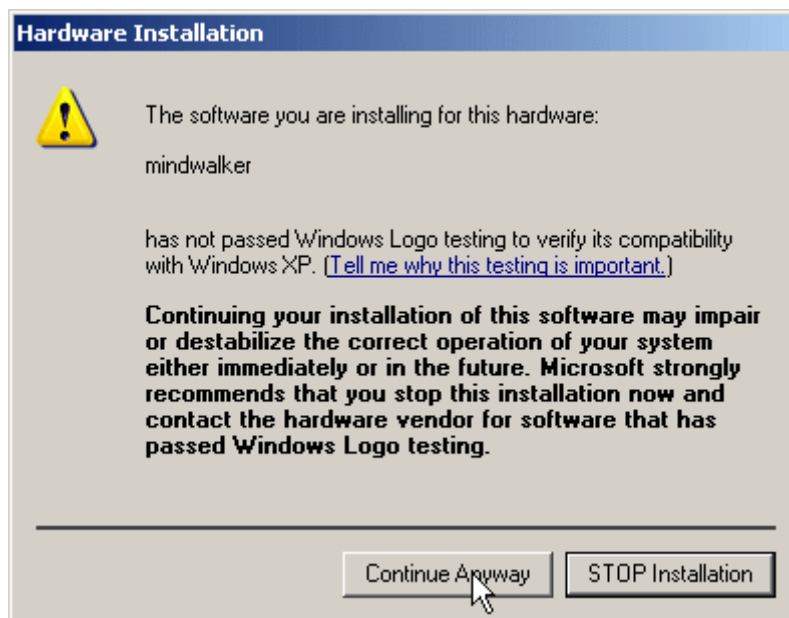 Hardware Installation
The software you are installing for this hardware:
mindwalker
has not passed Windows Logo testing to verify its compatibility
with Windows XP. (Tell me why this testing is important.)
Continuing your installation of this software may impair
or destabilize the correct operation of your system
either immediately or in the future. Microsoft strongly
recommends that you stop this installation now and
contact the hardware vendor for software that has
passed Windows Logo testing.
Continue Anyway STOP Installation